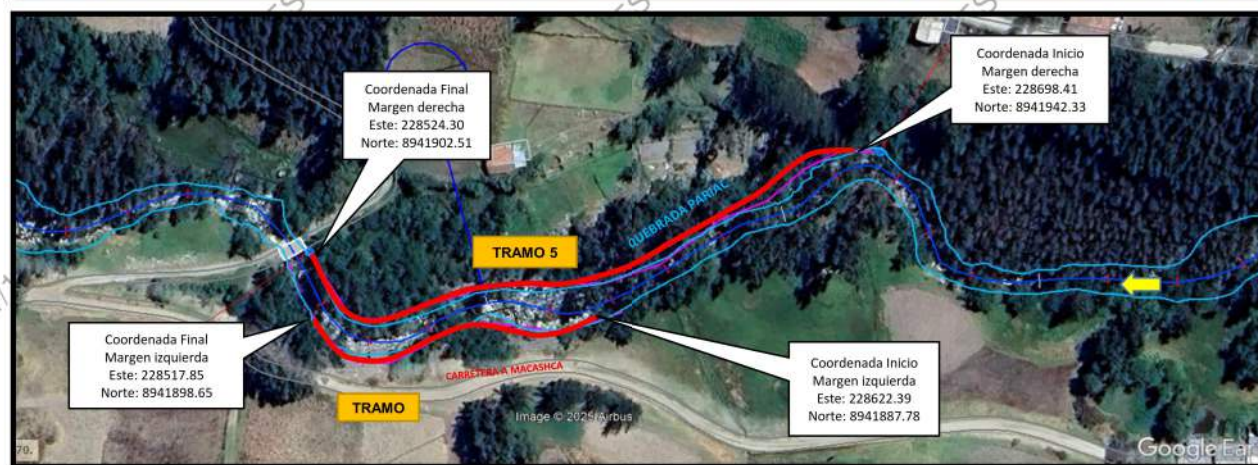 Coordenada Inicio
Margen derecha
Este: 228698.41
Norte: 8941942.33
Coordenada Final
Margen derecha
Este: 228524.30
Norte: 8941902.51
QUEBRADA PARIAC
TRAMO 5
Coordenada Final
Margen izquierda
Este: 228517.85
Norte: 8941898.65
CARRETERA A MACASHCA
Coordenada Inicio
Margen izquierda
Este: 228622.39
Norte: 8941887.78
TRAMO
Image © 2025 Airbus
Google Ear
70.